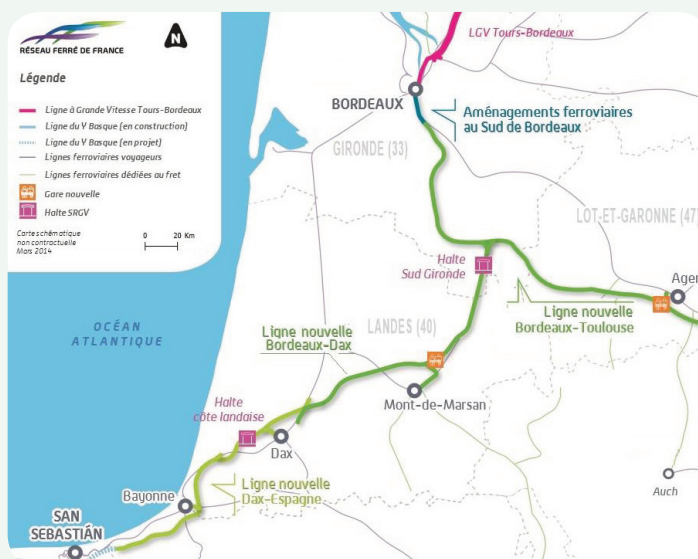 RÉSEAU FERRÉ DE FRANCE
N
Légende
Ligne à Grande Vitesse Tours-Bordeaux
Ligne du Y Basque (en construction)
Ligne du Y Basque (en projet)
Lignes ferroviaires voyageurs
Lignes ferroviaires dédiées au fret
Gare nouvelle
Halte SRGV
Carte schématique
non contractuelle
Mars 2014
0 20 Km
LGV Tours-Bordeaux
BORDEAUX
Aménagements ferroviaires
au Sud de Bordeaux
GIRONDE (33)
LOT-ET-GARONNE (47)
Halte
Sud Gironde
Agen
Ligne nouvelle
Bordeaux-Toulouse
OCÉAN
ATLANTIQUE
LANDES (40)
Ligne nouvelle
Bordeaux-Dax
Mont-de-Marsan
Halte
côte landaise
Dax
Ligne nouvelle
Dax-Espagne
Bayonne
Auch
SAN
SEBASTIÁN